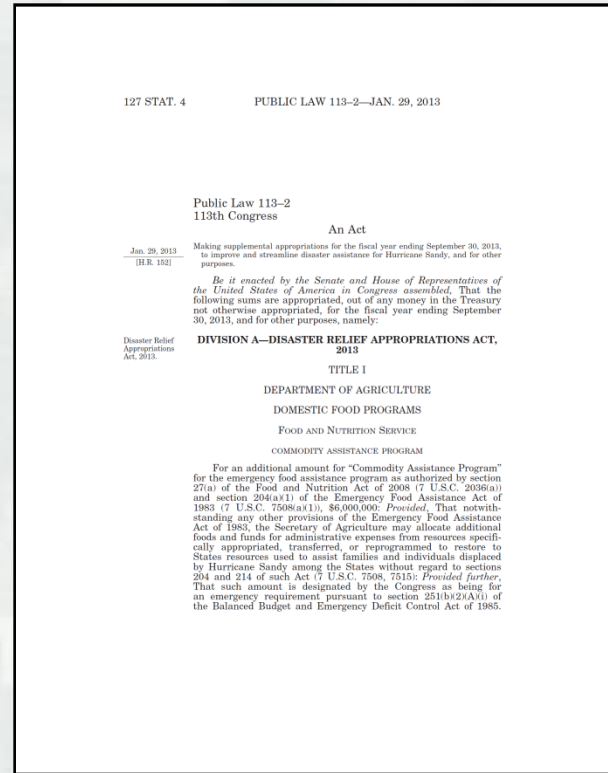 127 STAT. 4 PUBLIC LAW 113–2—JAN. 29, 2013
Public Law 113–2
113th Congress
An Act
Jan. 29, 2013
[H.R. 152]
Making supplemental appropriations for the fiscal year ending September 30, 2013,
to improve and streamline disaster assistance for Hurricane Sandy, and for other
purposes.
Be it enacted by the Senate and House of Representatives of
the United States of America in Congress assembled, That the
following sums are appropriated, out of any money in the Treasury
not otherwise appropriated, for the fiscal year ending September
30, 2013, and for other purposes, namely:
Disaster Relief
Appropriations
Act, 2013.
DIVISION A—DISASTER RELIEF APPROPRIATIONS ACT,
2013
TITLE I
DEPARTMENT OF AGRICULTURE
DOMESTIC FOOD PROGRAMS
FOOD AND NUTRITION SERVICE
COMMODITY ASSISTANCE PROGRAM
For an additional amount for “Commodity Assistance Program”
for the emergency food assistance program as authorized by section
27(a) of the Food and Nutrition Act of 2008 (7 U.S.C. 2036(a))
and section 204(a)(1) of the Emergency Food Assistance Act of
1983 (7 U.S.C. 7508(a)(1)), $6,000,000: Provided, That notwith-
standing any other provisions of the Emergency Food Assistance
Act of 1983, the Secretary of Agriculture may allocate additional
foods and funds for administrative expenses from resources specifi-
cally appropriated, transferred, or reprogrammed to restore to
States resources used to assist families and individuals displaced
by Hurricane Sandy among the States without regard to sections
204 and 214 of such Act (7 U.S.C. 7508, 7515): Provided further,
That such amount is designated by the Congress as being for
an emergency requirement pursuant to section 251(b)(2)(A)(i) of
the Balanced Budget and Emergency Deficit Control Act of 1985.